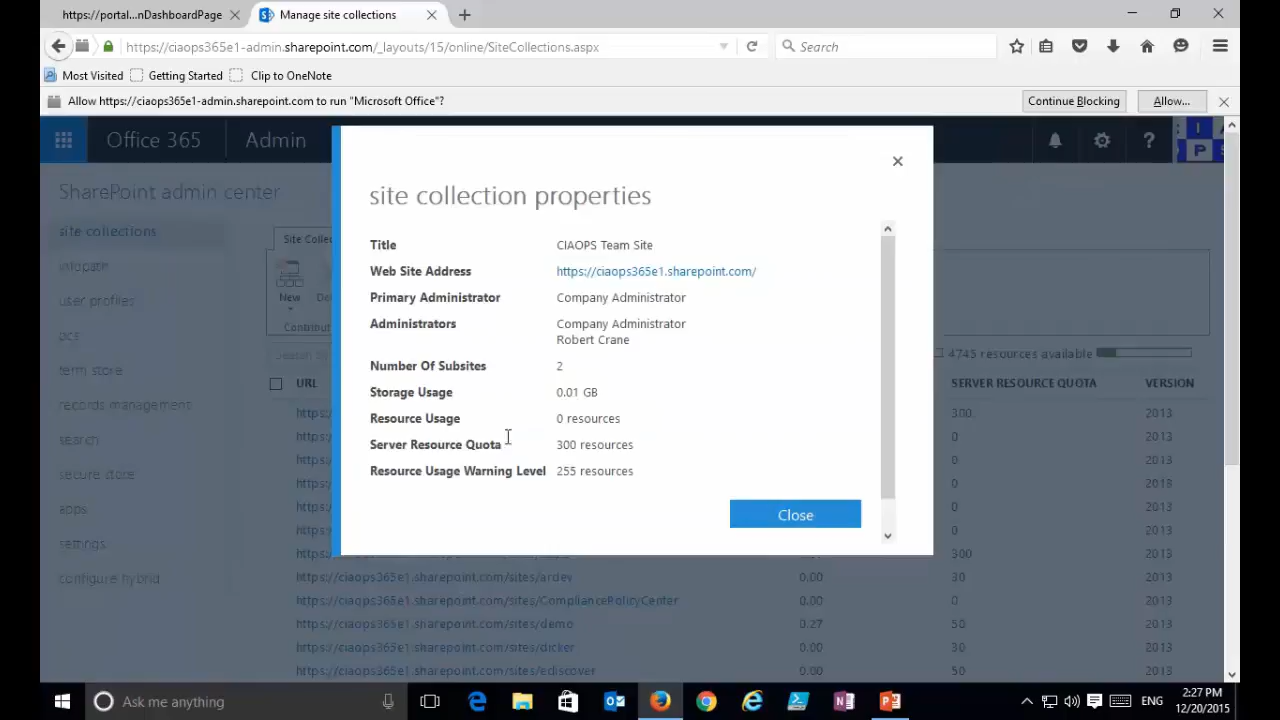 https://portal...nDashboardPage
Manage site collections
https://ciaops365e1-admin.sharepoint.com/_layouts/15/online/SiteCollections.aspx
Search
Most Visited
Getting Started
Clip to OneNote
Allow https://ciaops365e1-admin.sharepoint.com to run "Microsoft Office"?
Continue Blocking
Allow...
Office 365
Admin
SharePoint admin center
site collections
infopath
user profiles
bcs
term store
records management
search
secure store
apps
settings
configure hybrid
Site Collec
New
Contribut
site collection properties
Title CIAOPS Team Site
Web Site Address https://ciaops365e1.sharepoint.com/
Primary Administrator Company Administrator
Administrators Company Administrator
Robert Crane
Number Of Subsites 2
Storage Usage 0.01 GB
Resource Usage 0 resources
Server Resource Quota 300 resources
Resource Usage Warning Level 255 resources
Close
4745 resources available
URL SERVER RESOURCE QUOTA VERSION
https: 300 2013
https: 0 2013
https: 0 2013
https: 0 2013
https: 0 2013
https: 0 2013
https: 300 2013
https://ciaops365e1.sharepoint.com/sites/ardev 0.00 30 2013
https://ciaops365e1.sharepoint.com/sites/CompliancePolicyCenter 0.00 0 2013
https://ciaops365e1.sharepoint.com/sites/demo 0.27 50 2013
https://ciaops365e1.sharepoint.com/sites/dicker 0.00 30 2013
https://ciaops365e1.sharepoint.com/sites/ediscover 0.00 50 2013
Ask me anything
ENG
2:27 PM
12/20/2015